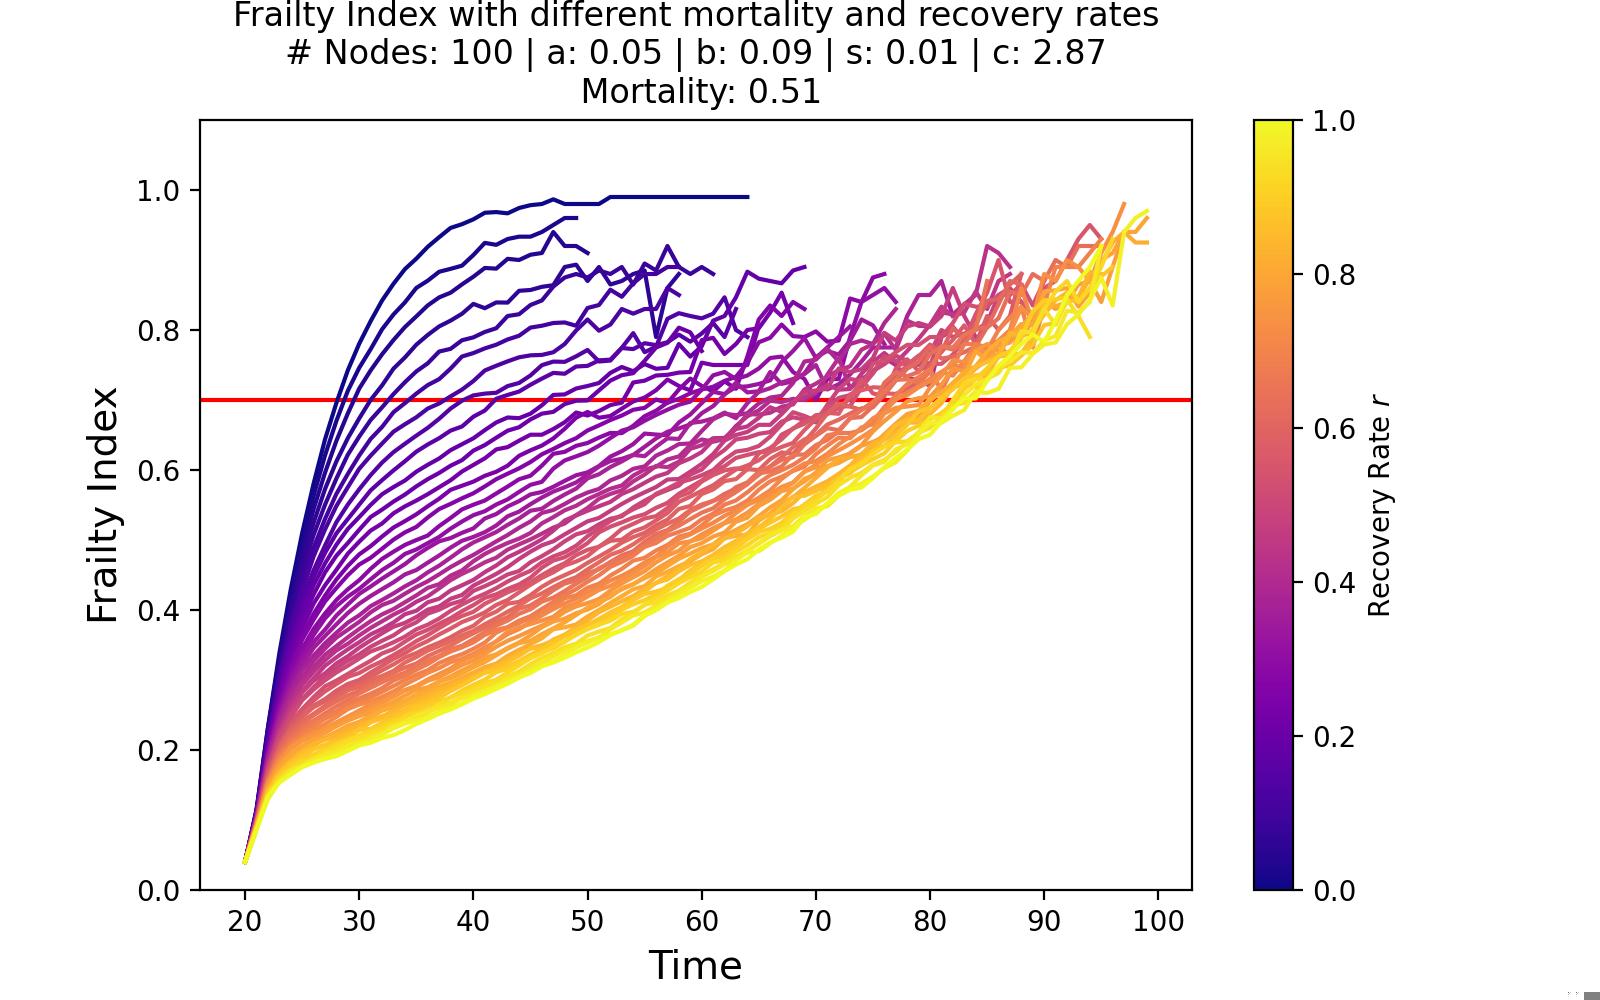 Frailty Index with different mortality and recovery rates
# Nodes: 100 | a: 0.05 | b: 0.09 | s: 0.01 | c: 2.87
Mortality: 0.51
Frailty Index
1.0
0.8
0.6
0.4
0.2
0.0
20 30 40 50 60 70 80 90 100
Time
1.0
0.8
0.6
0.4
0.2
0.0
Recovery Rate r